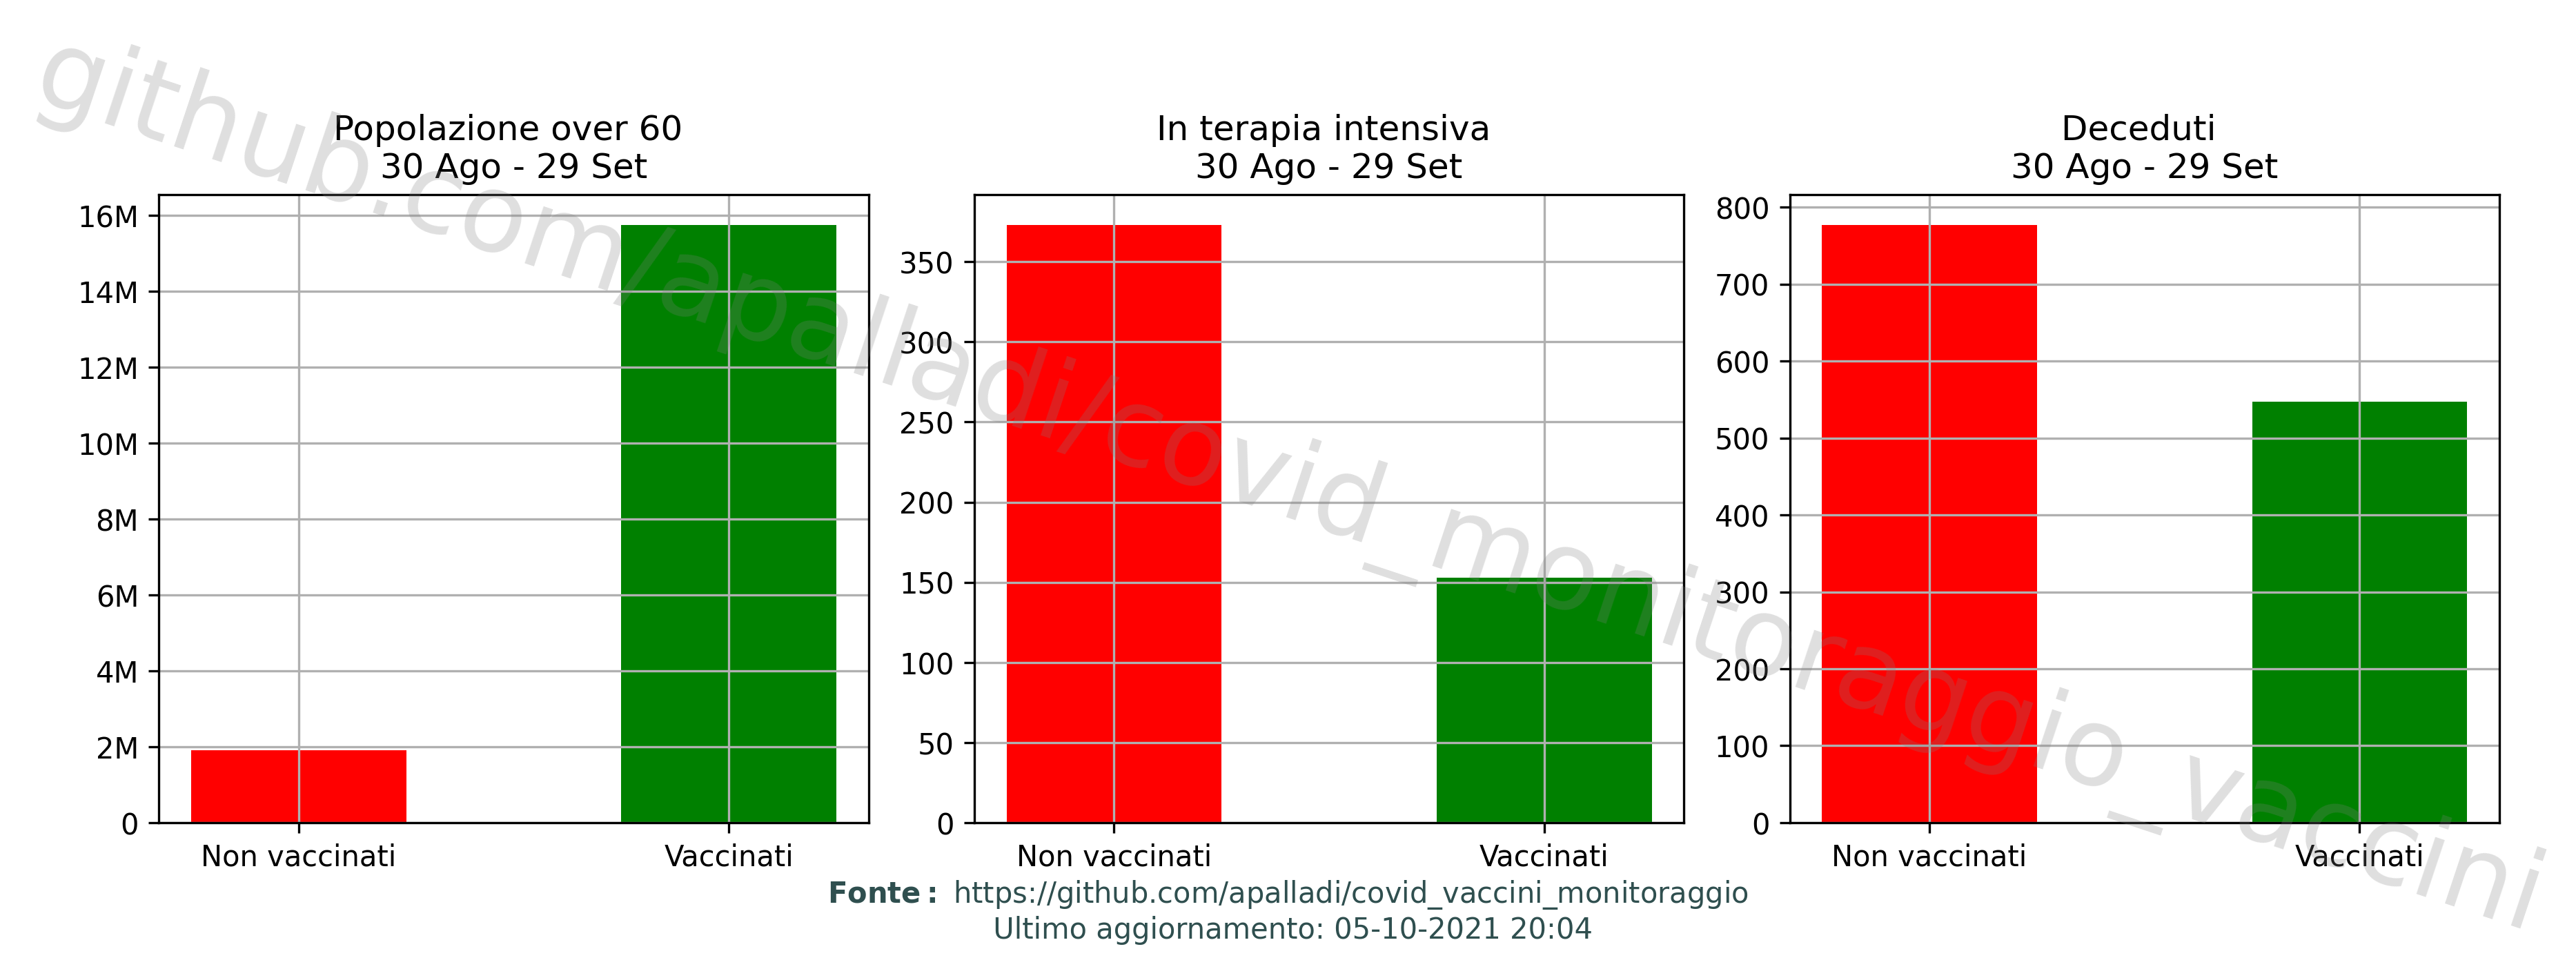 github.com/apalladi/covid_monitoraggio_vaccini
Popolazione over 60
30 Ago - 29 Set
16M
14M
12M
10M
8M
6M
4M
2M
0
Non vaccinati
Vaccinati
In terapia intensiva
30 Ago - 29 Set
350
300
250
200
150
100
50
0
Non vaccinati
Vaccinati
Deceduti
30 Ago - 29 Set
800
700
600
500
400
300
200
100
0
Non vaccinati
Vaccinati
Fonte: https://github.com/apalladi/covid_vaccini_monitoraggio
Ultimo aggiornamento: 05-10-2021 20:04